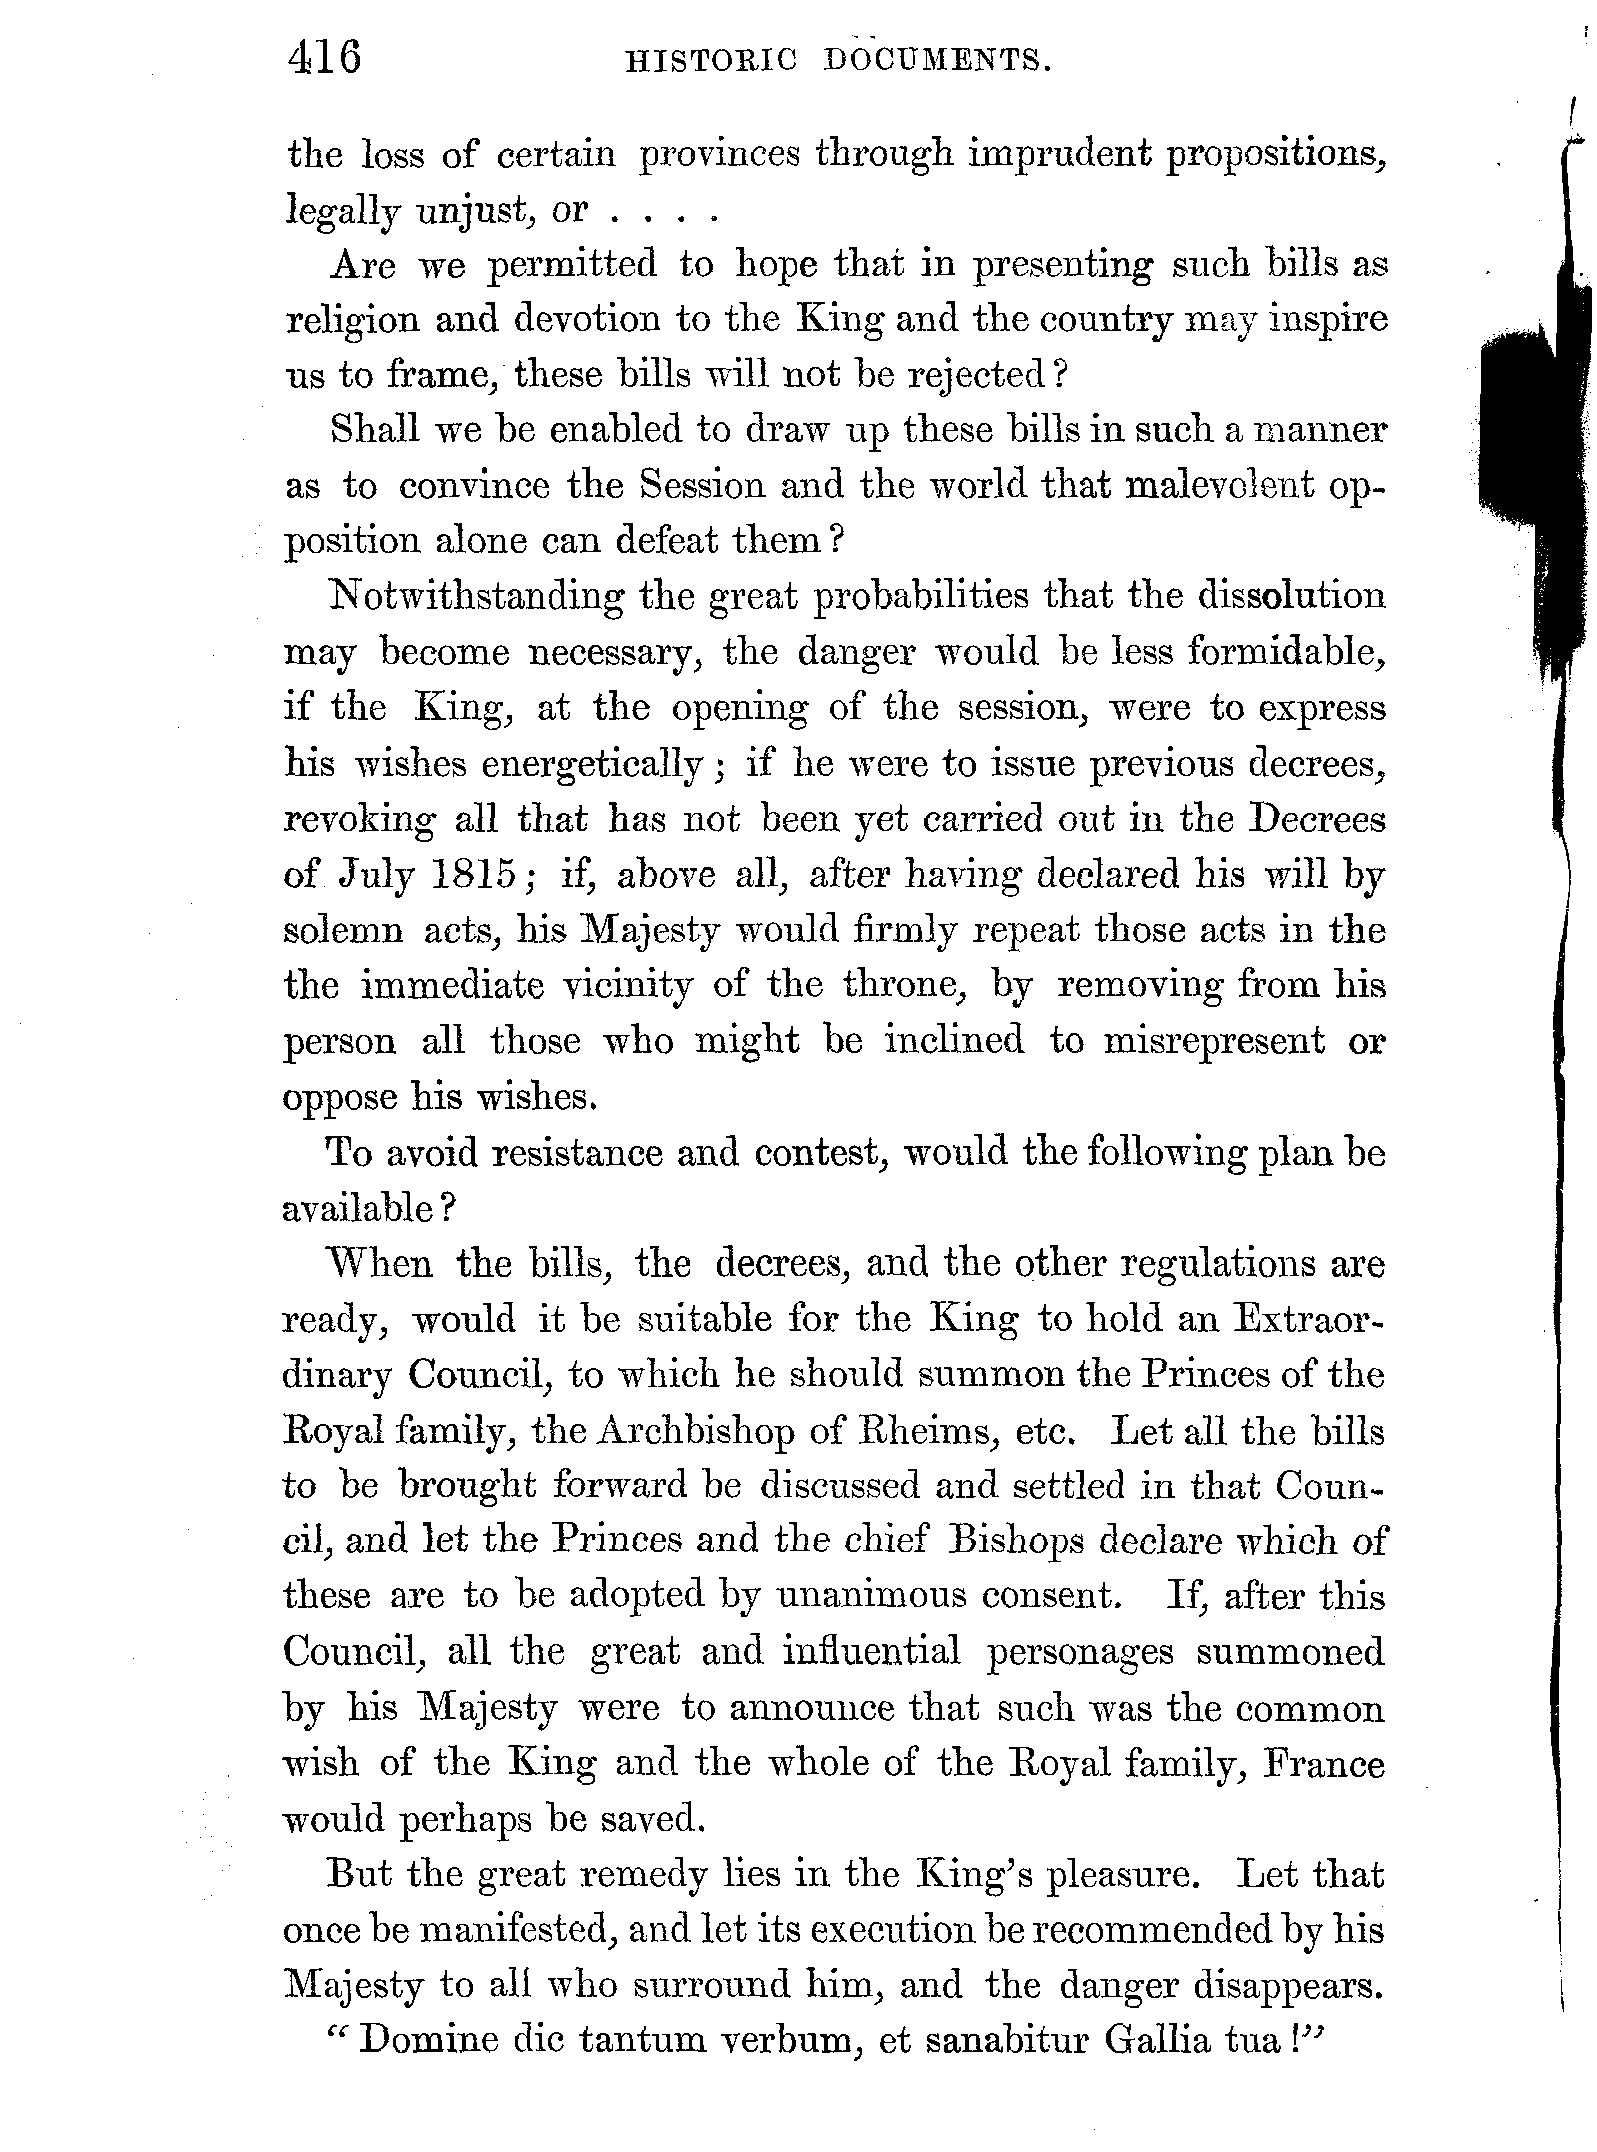 416 HISTORIC DOCUMENTS.
the loss of certain provinces through imprudent propositions,
legally unjust, or . . . .
Are we permitted to hope that in presenting such bills as
religion and devotion to the King and the country may inspire
us to frame, these bills will not be rejected?
Shall we be enabled to draw up these bills in such a manner
as to convince the Session and the world that malevolent op-
position alone can defeat them?
Notwithstanding the great probabilities that the dissolution
may become necessary, the danger would be less formidable,
if the King, at the opening of the session, were to express
his wishes energetically; if he were to issue previous decrees,
revoking all that has not been yet carried out in the Decrees
of July 1815; if, above all, after having declared his will by
solemn acts, his Majesty would firmly repeat those acts in the
the immediate vicinity of the throne, by removing from his
person all those who might be inclined to misrepresent or
oppose his wishes.
To avoid resistance and contest, would the following plan be
available?
When the bills, the decrees, and the other regulations are
ready, would it be suitable for the King to hold an Extraor-
dinary Council, to which he should summon the Princes of the
Royal family, the Archbishop of Rheims, etc. Let all the bills
to be brought forward be discussed and settled in that Coun-
cil, and let the Princes and the chief Bishops declare which of
these are to be adopted by unanimous consent. If, after this
Council, all the great and influential personages summoned
by his Majesty were to announce that such was the common
wish of the King and the whole of the Royal family, France
would perhaps be saved.
But the great remedy lies in the King's pleasure. Let that
once be manifested, and let its execution be recommended by his
Majesty to all who surround him, and the danger disappears.
"Domine dic tantum verbum, et sanabitur Gallia tua!"